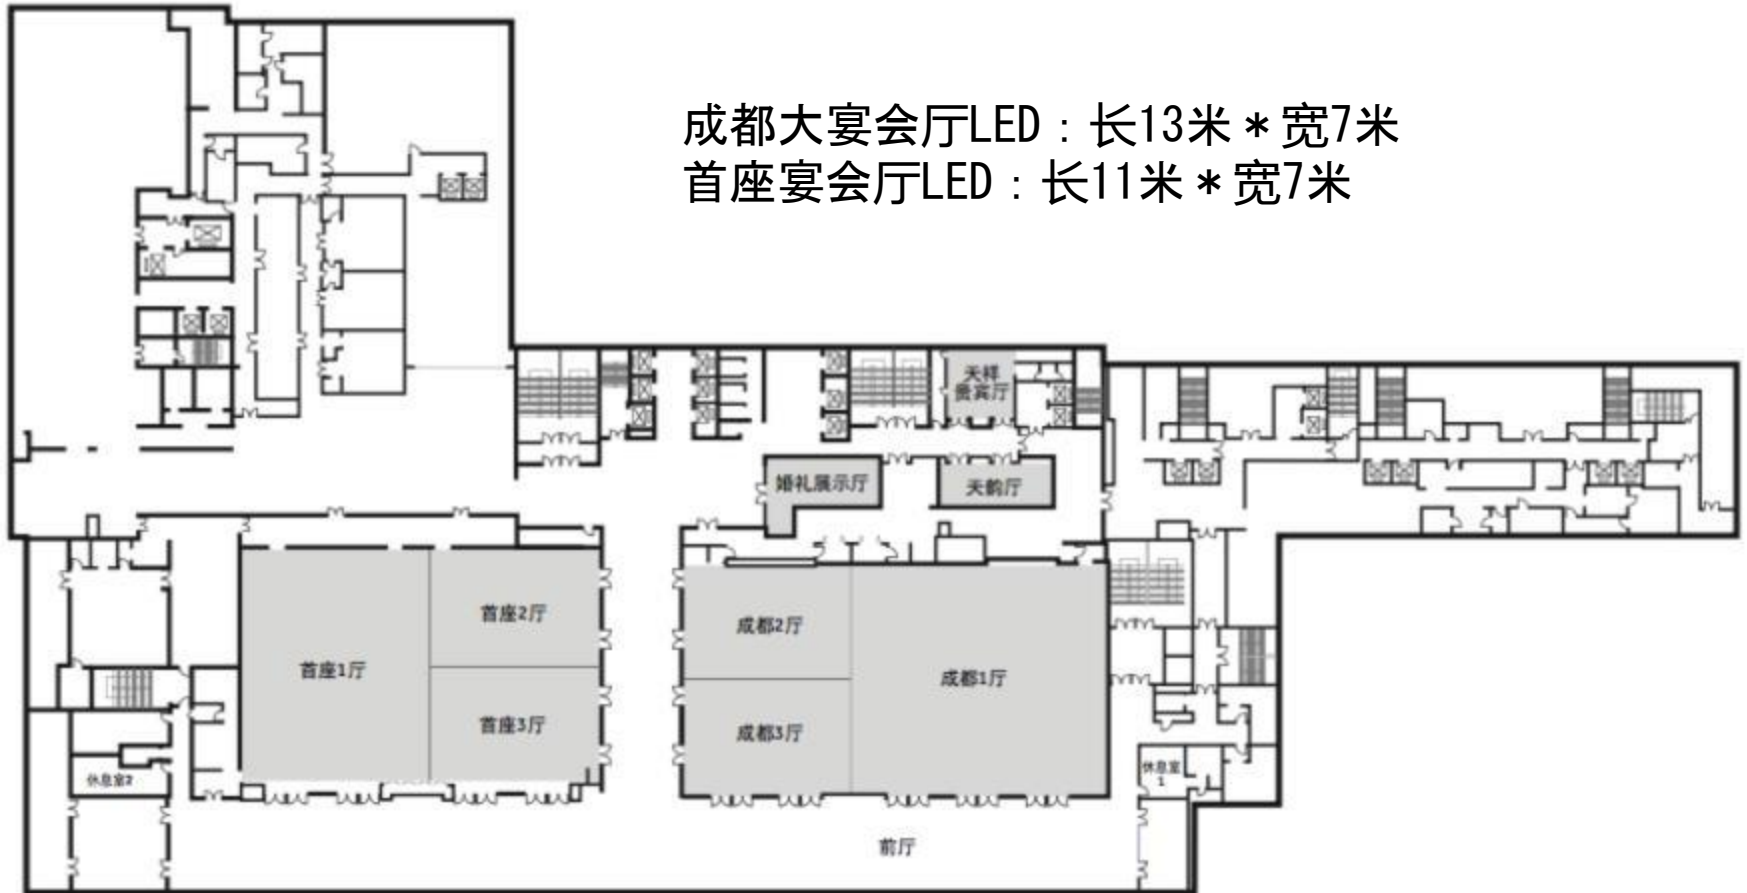 成都大宴会厅LED：长13米*宽7米
首座宴会厅LED：长11米*宽7米
天祥
贵宾厅
婚礼展示厅
天韵厅
首座2厅
成都2厅
首座1厅
成都1厅
首座3厅
成都3厅
休息室2
休息室
1
前厅